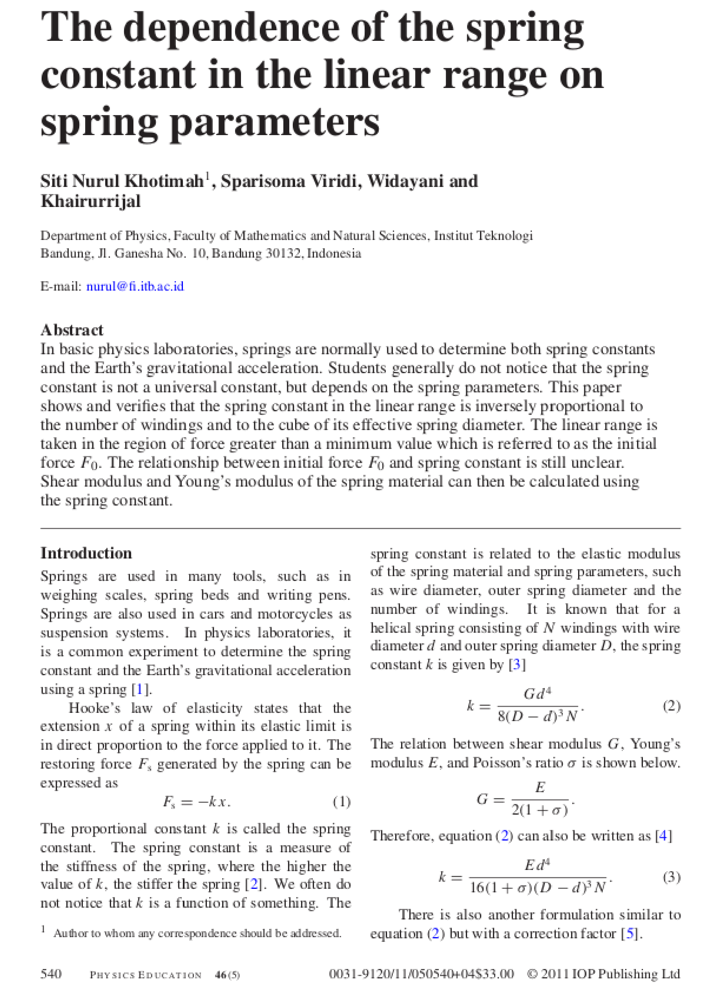 The dependence of the spring
constant in the linear range on
spring parameters
Siti Nurul Khotimah¹, Sparisoma Viridi, Widayani and
Khairurrijal
Department of Physics, Faculty of Mathematics and Natural Sciences, Institut Teknologi
Bandung, Jl. Ganesha No. 10, Bandung 30132, Indonesia
E-mail: nurul@fi.itb.ac.id
Abstract
In basic physics laboratories, springs are normally used to determine both spring constants
and the Earth's gravitational acceleration. Students generally do not notice that the spring
constant is not a universal constant, but depends on the spring parameters. This paper
shows and verifies that the spring constant in the linear range is inversely proportional to
the number of windings and to the cube of its effective spring diameter. The linear range is
taken in the region of force greater than a minimum value which is referred to as the initial
force F₀. The relationship between initial force F₀ and spring constant is still unclear.
Shear modulus and Young's modulus of the spring material can then be calculated using
the spring constant.
Introduction
Springs are used in many tools, such as in
weighing scales, spring beds and writing pens.
Springs are also used in cars and motorcycles as
suspension systems. In physics laboratories, it
is a common experiment to determine the spring
constant and the Earth's gravitational acceleration
using a spring [1].
Hooke's law of elasticity states that the
extension x of a spring within its elastic limit is
in direct proportion to the force applied to it. The
restoring force Fₛ generated by the spring can be
expressed as
Fₛ = −kx. (1)
The proportional constant k is called the spring
constant. The spring constant is a measure of
the stiffness of the spring, where the higher the
value of k, the stiffer the spring [2]. We often do
not notice that k is a function of something. The
¹ Author to whom any correspondence should be addressed.
spring constant is related to the elastic modulus
of the spring material and spring parameters, such
as wire diameter, outer spring diameter and the
number of windings. It is known that for a
helical spring consisting of N windings with wire
diameter d and outer spring diameter D, the spring
constant k is given by [3]
k = Gd⁴ / 8(D − d)³N. (2)
The relation between shear modulus G, Young's
modulus E, and Poisson's ratio σ is shown below.
G = E / 2(1 + σ).
Therefore, equation (2) can also be written as [4]
k = Ed⁴ / 16(1 + σ)(D − d)³N. (3)
There is also another formulation similar to
equation (2) but with a correction factor [5].
540 PHYSICS EDUCATION 46(5) 0031-9120/11/050540+04$33.00 © 2011 IOP Publishing Ltd